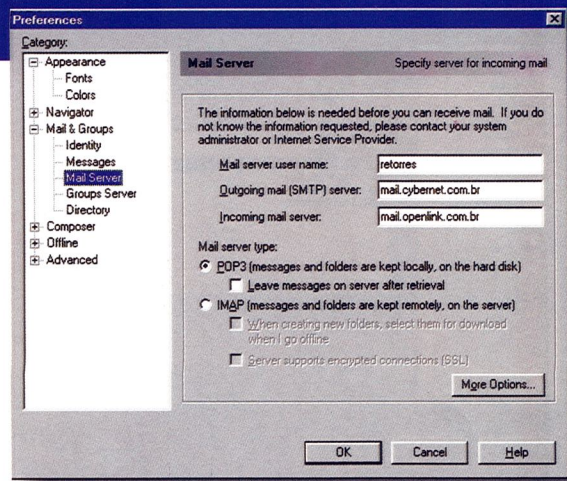 Preferences
Category:
Appearance
Fonts
Colors
Navigator
Mail & Groups
Identity
Messages
Mail Server
Groups Server
Directory
Composer
Offline
Advanced
Mail Server
Specify server for incoming mail
The information below is needed before you can receive mail. If you do
not know the information requested, please contact your system
administrator or Internet Service Provider.
Mail server user name: retorres
Outgoing mail (SMTP) server: mail.cybernet.com.br
Incoming mail server: mail.openlink.com.br
Mail server type:
POP3 (messages and folders are kept locally, on the hard disk)
Leave messages on server after retrieval
IMAP (messages and folders are kept remotely, on the server)
When creating new folders, select them for download
when I go offline
Server supports encrypted connections (SSL)
More Options...
OK
Cancel
Help